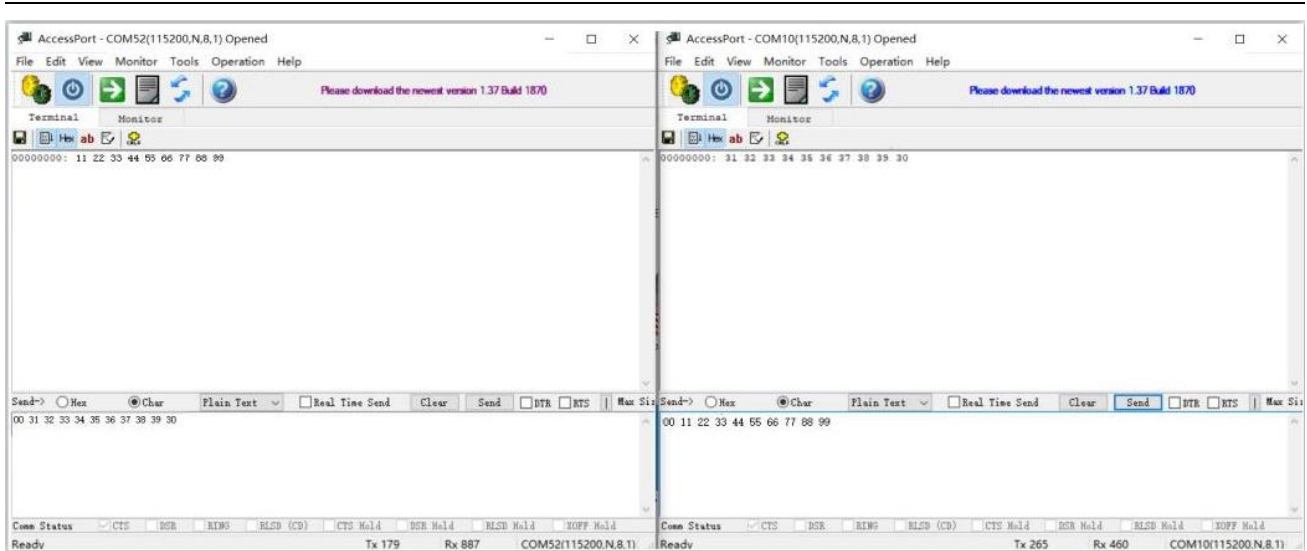 AccessPort - COM52(115200,N,8,1) Opened
File Edit View Monitor Tools Operation Help
Please download the newest version 1.37 Build 1870
Terminal Monitor
Hex ab
00000000: 11 22 33 44 55 66 77 88 99
Send-> Hex Char Plain Text Real Time Send Clear Send DTR RTS | Max Siz
00 31 32 33 34 35 36 37 38 39 30
Comm Status CTS DSR RING RLSD (CD) CTS Hold DSR Hold RLSD Hold XOFF Hold
Ready Tx 179 Rx 887 COM52(115200,N,8,1)
AccessPort - COM10(115200,N,8,1) Opened
File Edit View Monitor Tools Operation Help
Please download the newest version 1.37 Build 1870
Terminal Monitor
Hex ab
00000000: 31 32 33 34 35 36 37 38 39 30
Send-> Hex Char Plain Text Real Time Send Clear Send DTR RTS | Max Siz
00 11 22 33 44 55 66 77 88 99
Comm Status CTS DSR RING RLSD (CD) CTS Hold DSR Hold RLSD Hold XOFF Hold
Ready Tx 265 Rx 460 COM10(115200,N,8,1)